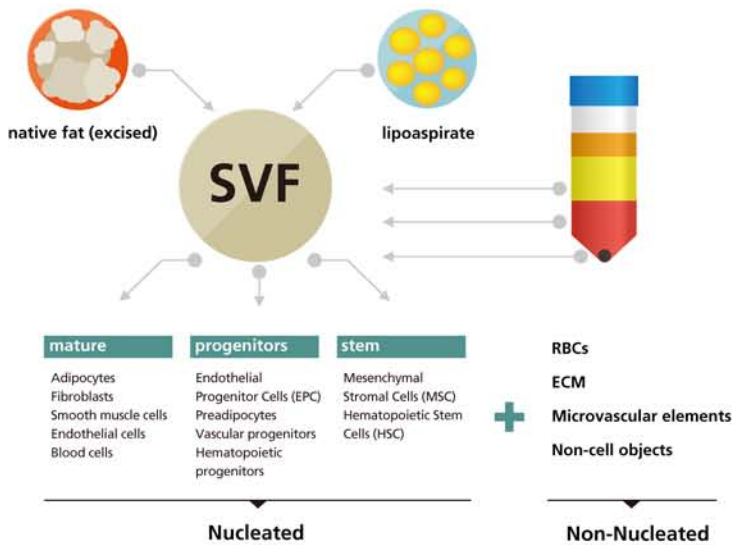 native fat (excised)
lipoaspirate
SVF
mature
Adipocytes
Fibroblasts
Smooth muscle cells
Endothelial cells
Blood cells
progenitors
Endothelial
Progenitor Cells (EPC)
Preadipocytes
Vascular progenitors
Hematopoietic
progenitors
stem
Mesenchymal
Stromal Cells (MSC)
Hematopoietic Stem
Cells (HSC)
RBCs
ECM
Microvascular elements
Non-cell objects
Nucleated
Non-Nucleated